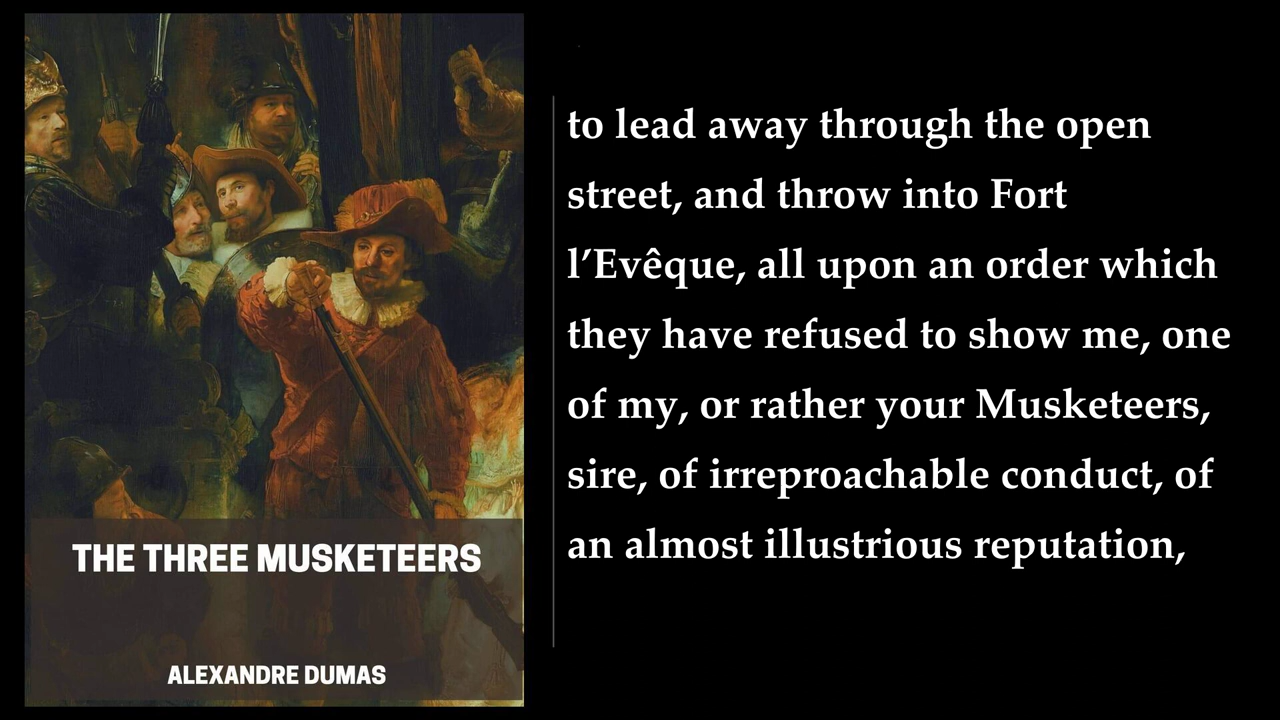 THE THREE MUSKETEERS
ALEXANDRE DUMAS
to lead away through the open
street, and throw into Fort
l’Evêque, all upon an order which
they have refused to show me, one
of my, or rather your Musketeers,
sire, of irreproachable conduct, of
an almost illustrious reputation,